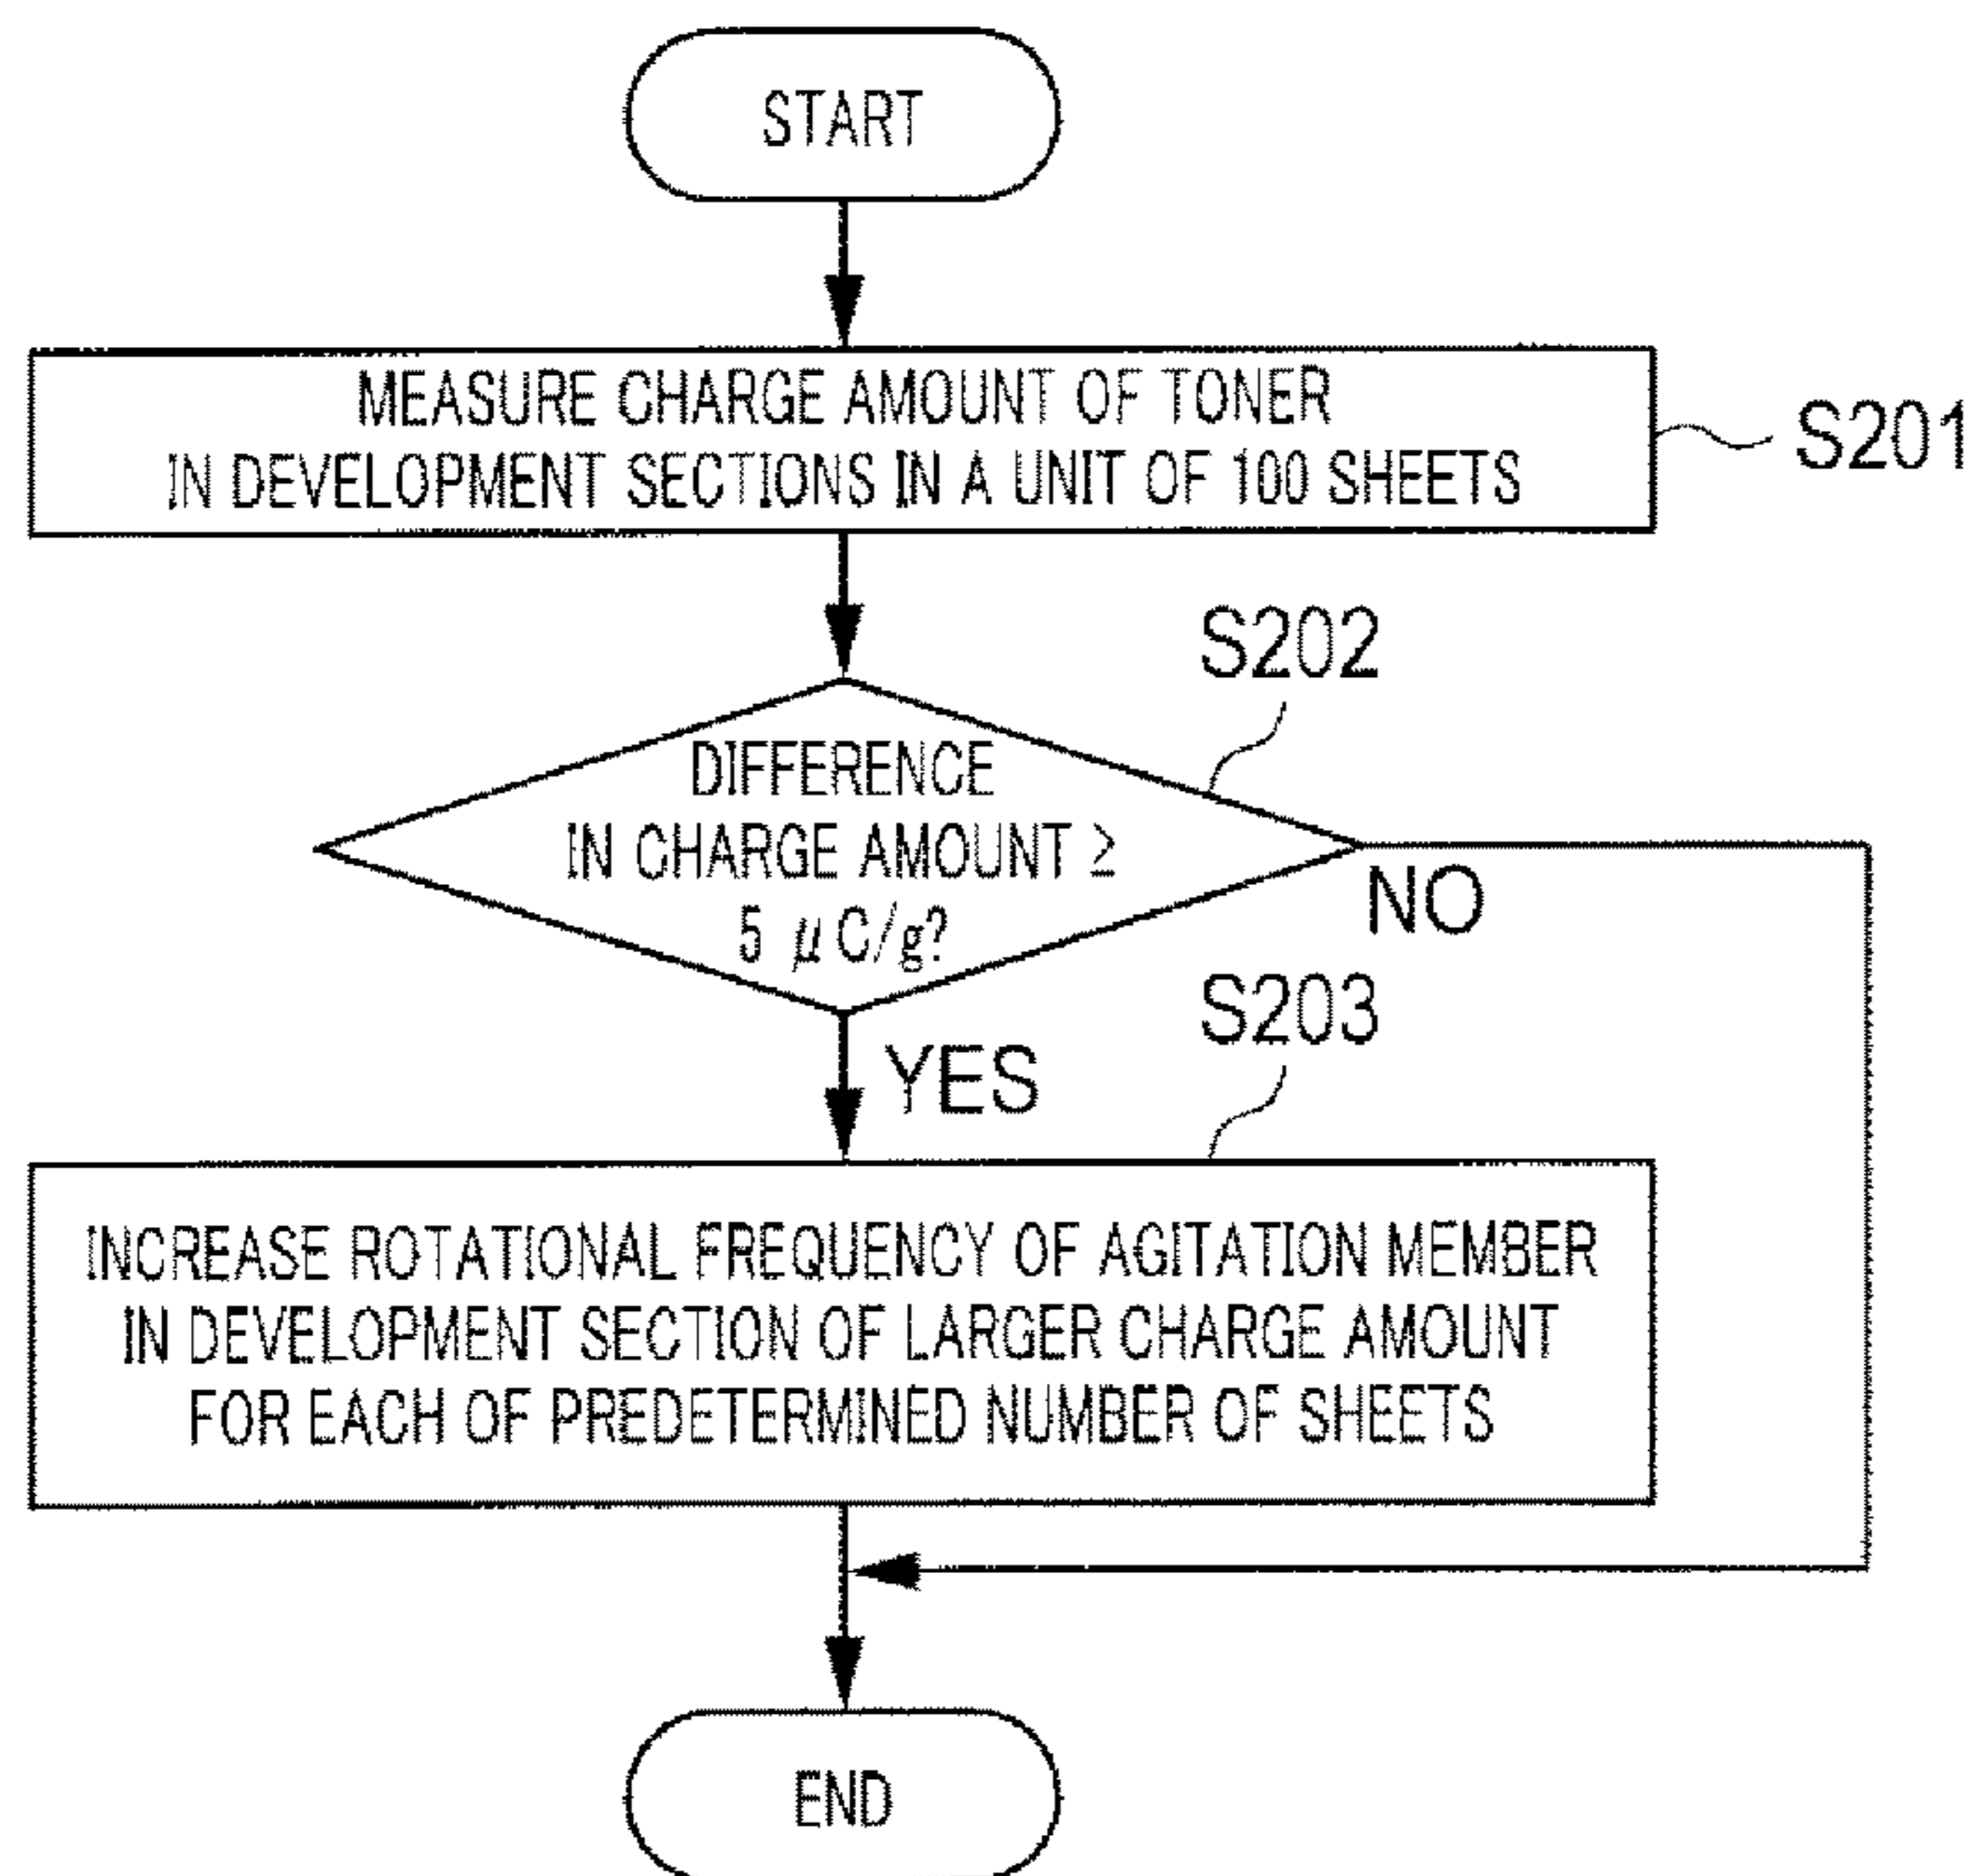 START
MEASURE CHARGE AMOUNT OF TONER
IN DEVELOPMENT SECTIONS IN A UNIT OF 100 SHEETS
S201
S202
DIFFERENCE
IN CHARGE AMOUNT ≥
5 μC/g?
NO
YES
S203
INCREASE ROTATIONAL FREQUENCY OF AGITATION MEMBER
IN DEVELOPMENT SECTION OF LARGER CHARGE AMOUNT
FOR EACH OF PREDETERMINED NUMBER OF SHEETS
END